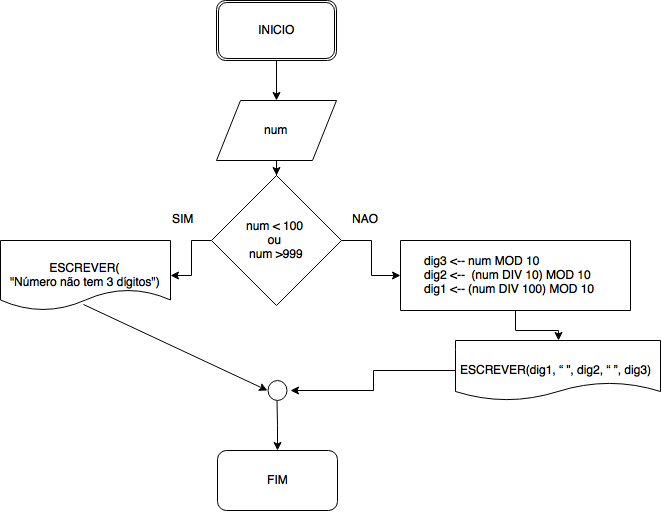 INICIO
num
SIM
num < 100
ou
num >999
NAO
ESCREVER(
"Número não tem 3 dígitos")
dig3 <-- num MOD 10
dig2 <-- (num DIV 10) MOD 10
dig1 <-- (num DIV 100) MOD 10
ESCREVER(dig1, “ ”, dig2, “ ”, dig3)
FIM